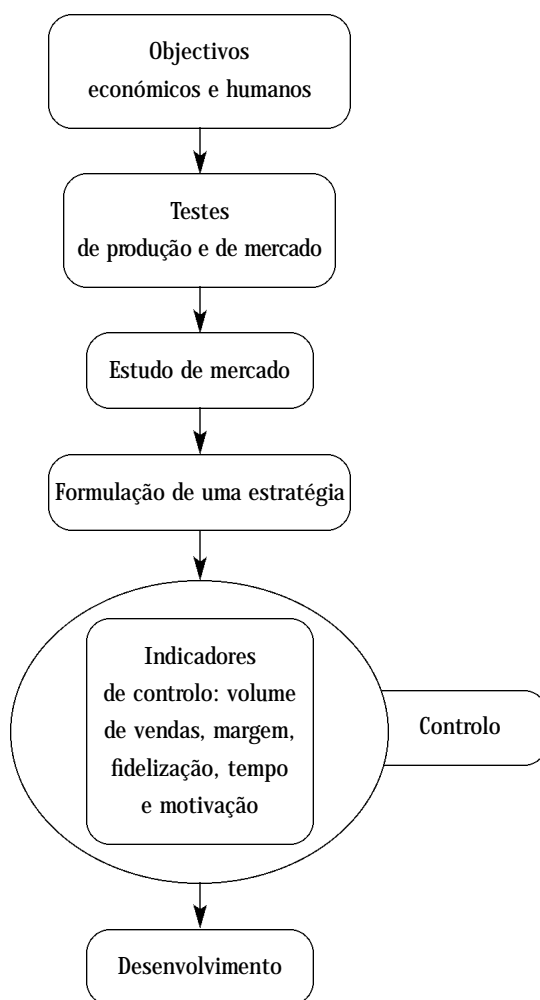 Objectivos
económicos e humanos
Testes
de produção e de mercado
Estudo de mercado
Formulação de uma estratégia
Indicadores
de controlo: volume
de vendas, margem,
fidelização, tempo
e motivação
Controlo
Desenvolvimento